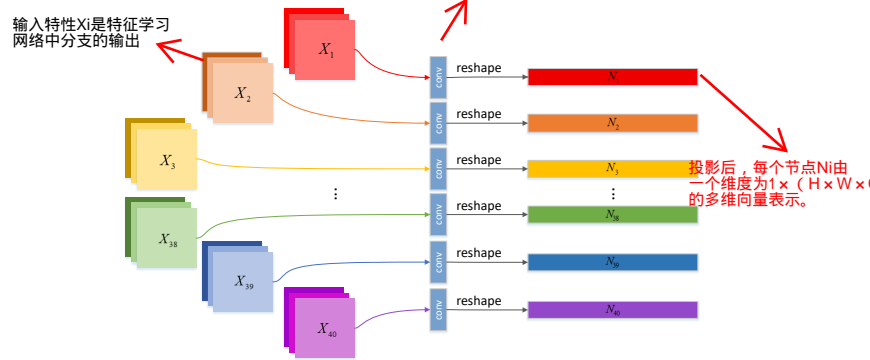 输入特性Xi是特征学习
网络中分支的输出
X₁
conv
reshape
N₁
X₂
conv
reshape
N₂
X₃
conv
reshape
N₃
⋮
⋮
投影后，每个节点Ni由
一个维度为1×（H×W×C
的多维向量表示。
X₃₈
conv
reshape
N₃₈
X₃₉
conv
reshape
N₃₉
X₄₀
conv
reshape
N₄₀